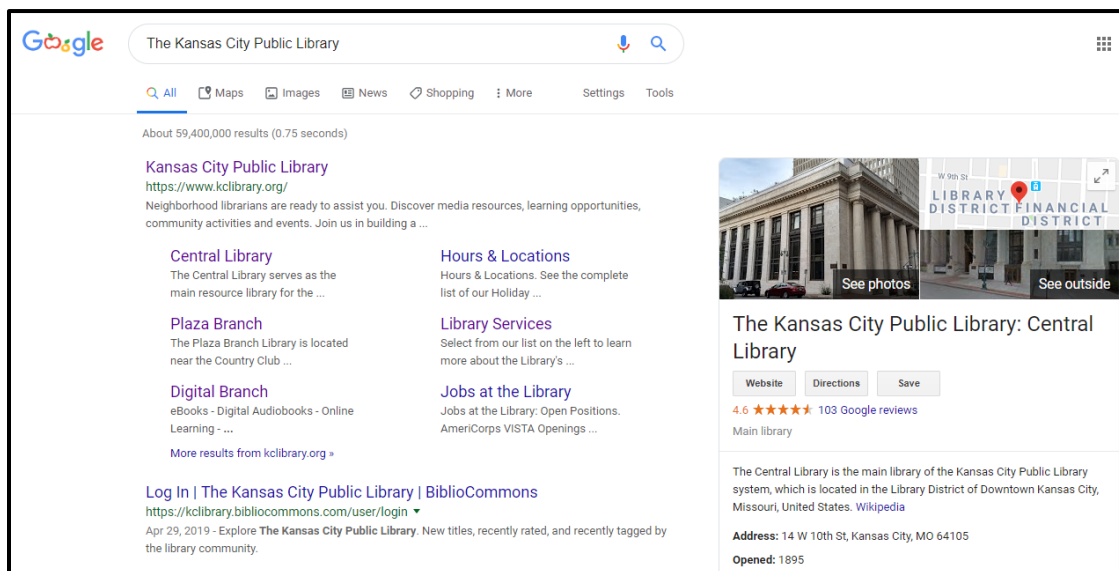 Google
The Kansas City Public Library
All Maps Images News Shopping More Settings Tools
About 59,400,000 results (0.75 seconds)
Kansas City Public Library
https://www.kclibrary.org/
Neighborhood librarians are ready to assist you. Discover media resources, learning opportunities,
community activities and events. Join us in building a ...
Central Library
The Central Library serves as the
main resource library for the ...
Hours & Locations
Hours & Locations. See the complete
list of our Holiday ...
Plaza Branch
The Plaza Branch Library is located
near the Country Club ...
Library Services
Select from our list on the left to learn
more about the Library's ...
Digital Branch
eBooks - Digital Audiobooks - Online
Learning - ...
Jobs at the Library
Jobs at the Library: Open Positions.
AmeriCorps VISTA Openings ...
More results from kclibrary.org »
Log In | The Kansas City Public Library | BiblioCommons
https://kclibrary.bibliocommons.com/user/login
Apr 29, 2019 - Explore The Kansas City Public Library. New titles, recently rated, and recently tagged by
the library community.
W 9th St
LIBRARY
DISTRICT
FINANCIAL
DISTRICT
See photos
See outside
The Kansas City Public Library: Central
Library
Website Directions Save
4.6 103 Google reviews
Main library
The Central Library is the main library of the Kansas City Public Library
system, which is located in the Library District of Downtown Kansas City,
Missouri, United States. Wikipedia
Address: 14 W 10th St, Kansas City, MO 64105
Opened: 1895